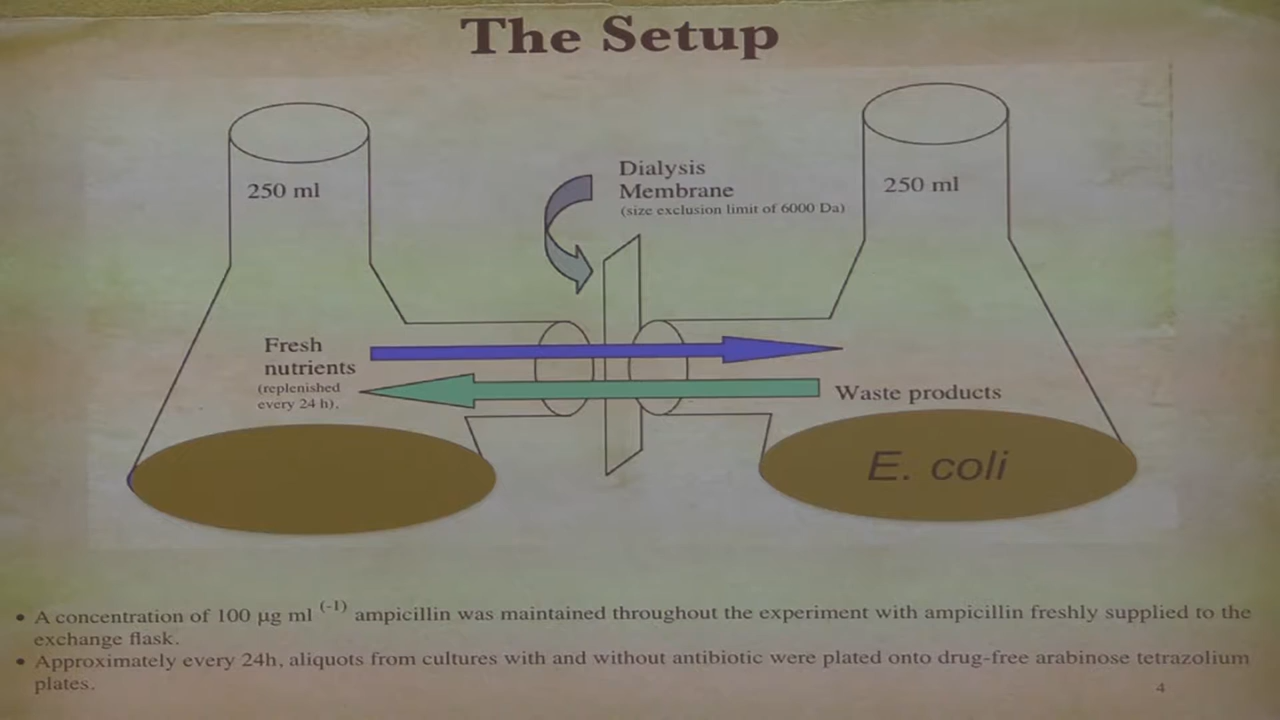 The Setup
250 ml
Dialysis
Membrane
(size exclusion limit of 6000 Da)
250 ml
Fresh
nutrients
(replenished
every 24 h).
Waste products
E. coli
• A concentration of 100 µg ml (-1) ampicillin was maintained throughout the experiment with ampicillin freshly supplied to the
exchange flask.
• Approximately every 24h, aliquots from cultures with and without antibiotic were plated onto drug-free arabinose tetrazolium
plates.
4